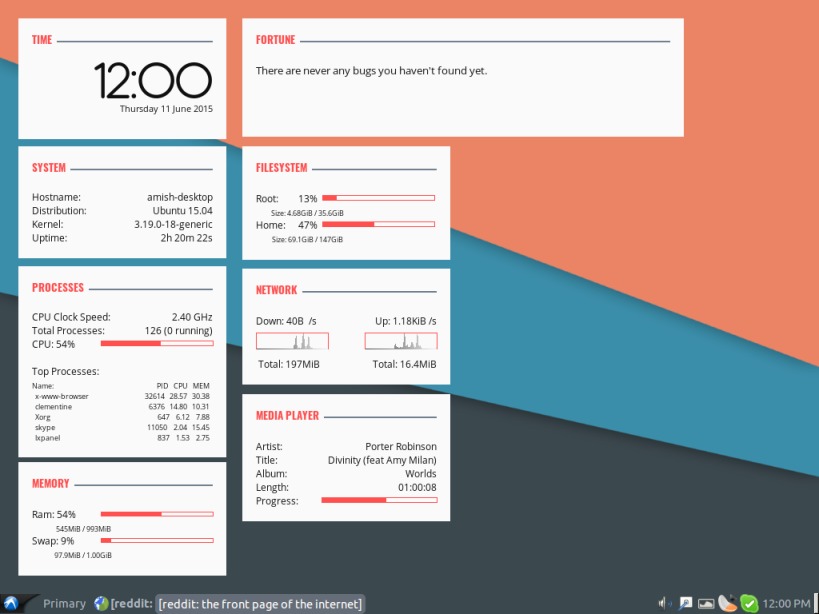 TIME
12:00
Thursday 11 June 2015
FORTUNE
There are never any bugs you haven't found yet.
SYSTEM
Hostname: amish-desktop
Distribution: Ubuntu 15.04
Kernel: 3.19.0-18-generic
Uptime: 2h 20m 22s
FILESYSTEM
Root: 13%
Size: 4.68GiB / 35.6GiB
Home: 47%
Size: 69.1GiB / 147GiB
PROCESSES
CPU Clock Speed: 2.40 GHz
Total Processes: 126 (0 running)
CPU: 54%
Top Processes:
Name: PID CPU MEM
x-www-browser 32614 28.57 30.38
clementine 6376 14.80 10.31
Xorg 647 6.12 7.88
skype 11050 2.04 15.45
lxpanel 837 1.53 2.75
NETWORK
Down: 40B /s Up: 1.18KiB /s
Total: 197MiB Total: 16.4MiB
MEDIA PLAYER
Artist: Porter Robinson
Title: Divinity (feat Amy Milan)
Album: Worlds
Length: 01:00:08
Progress:
MEMORY
Ram: 54%
545MiB / 993MiB
Swap: 9%
97.9MiB / 1.00GiB
Primary [reddit: [reddit: the front page of the internet] 12:00 PM